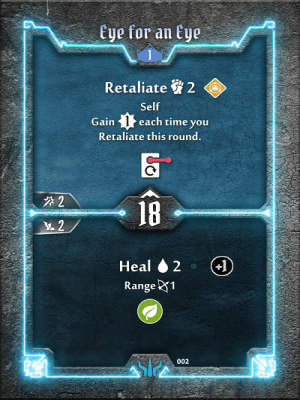 Eye for an Eye
1
Retaliate 2
Self
Gain 1 each time you
Retaliate this round.
2
18
2
Heal 2 +1
Range 1
002